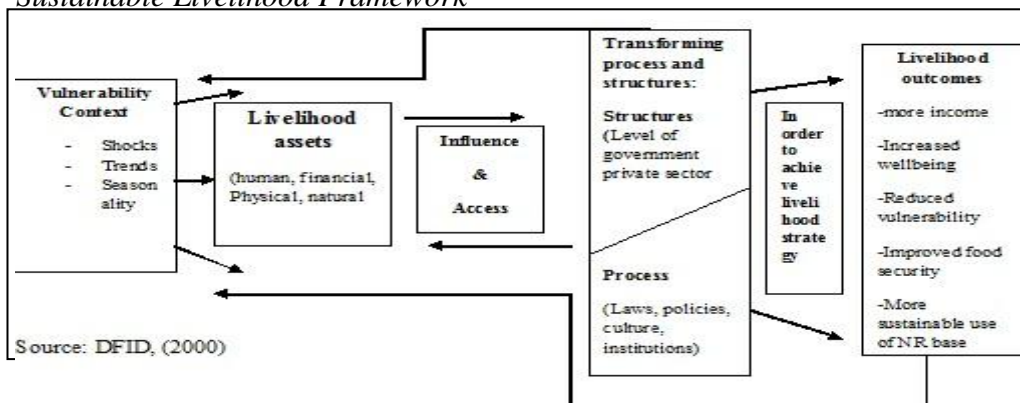 Sustainable Livelihood Framework
Vulnerability
Context
- Shocks
- Trends
- Season
ality
Livelihood
assets
(human, financial,
Physical, natural
Influence
&
Access
Transforming
process and
structures:
Structures
(Level of
government
private sector
Process
(Laws, policies,
culture,
institutions)
In
order
to
achie
ve
liveli
hood
strate
gy
Livelihood
outcomes
-more income
-Increased
wellbeing
-Reduced
vulnerability
-Improved food
security
-More
sustainable use
of NR base
Source: DFID, (2000)